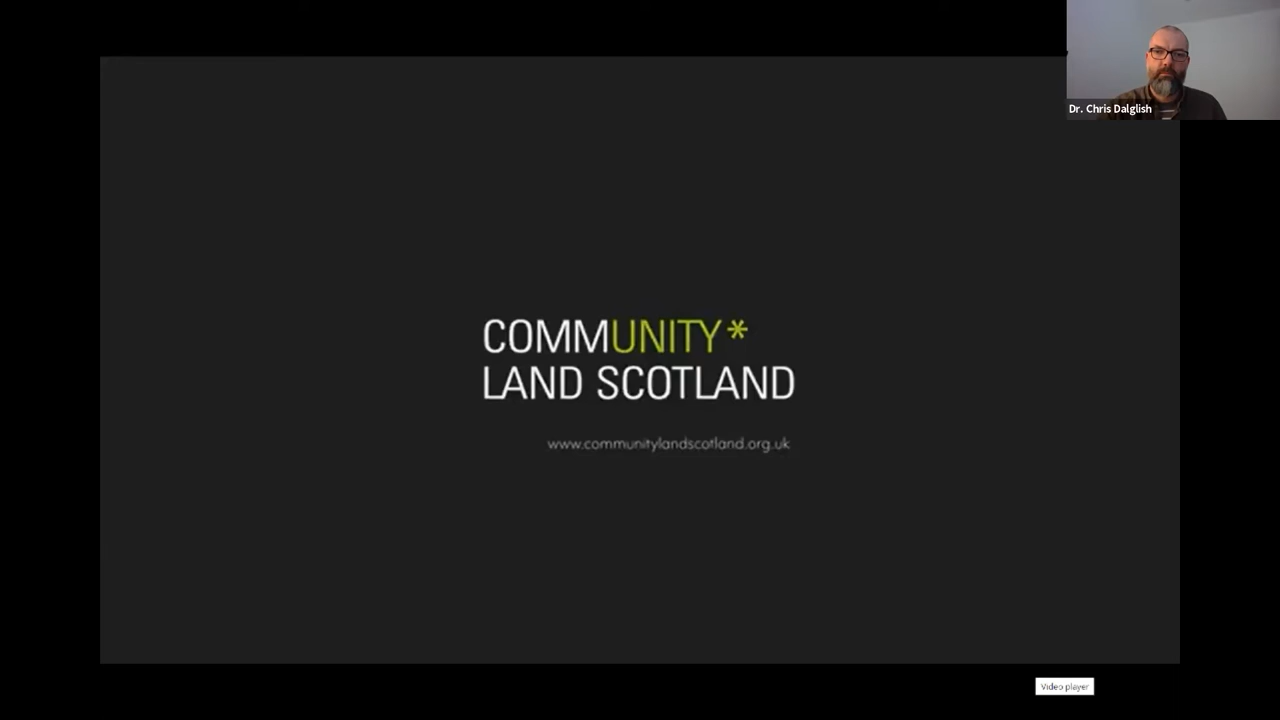 Dr. Chris Dalglish
COMMUNITY*
LAND SCOTLAND
www.communitylandscotland.org.uk
Video player